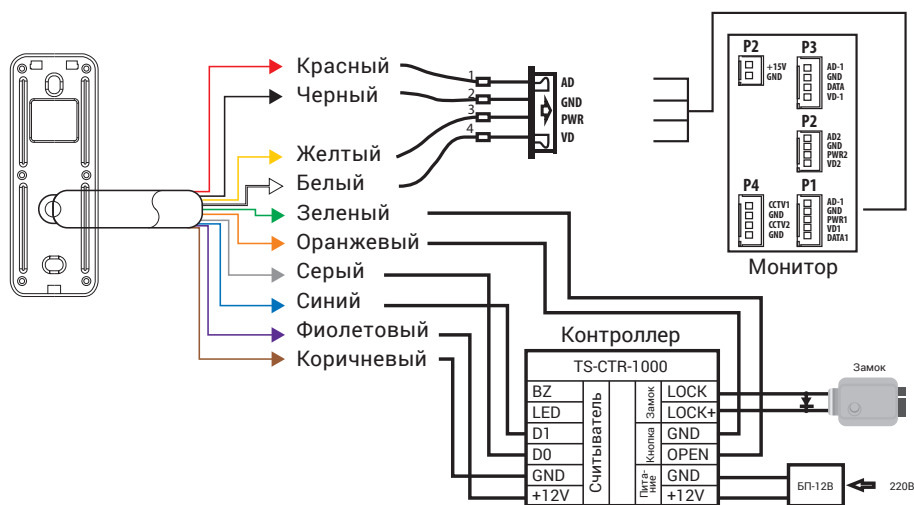 Красный
Черный
Желтый
Белый
Зеленый
Оранжевый
Серый
Синий
Фиолетовый
Коричневый
1
2
3
4
AD
GND
PWR
VD
P2
+15V
GND
P3
AD-1
GND
DATA
VD-1
P2
AD2
GND
PWR2
VD2
P4
CCTV1
GND
CCTV2
GND
P1
AD-1
GND
PWR1
VD1
DATA1
Монитор
Контроллер
TS-CTR-1000
BZ
LED
D1
D0
GND
+12V
Считыватель
Замок
Кнопка
Пита-
ние
LOCK
LOCK+
GND
OPEN
GND
+12V
Замок
БП-12В
220В